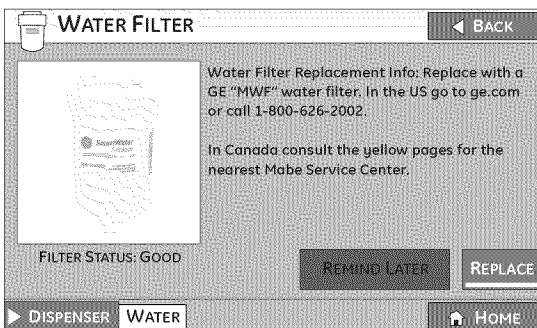 WATER FILTER
BACK
Water Filter Replacement Info: Replace with a
GE "MWF" water filter. In the US go to ge.com
or call 1-800-626-2002.
In Canada consult the yellow pages for the
nearest Mabe Service Center.
SmartWater
FILTER STATUS: GOOD
REMIND LATER
REPLACE
DISPENSER
WATER
HOME